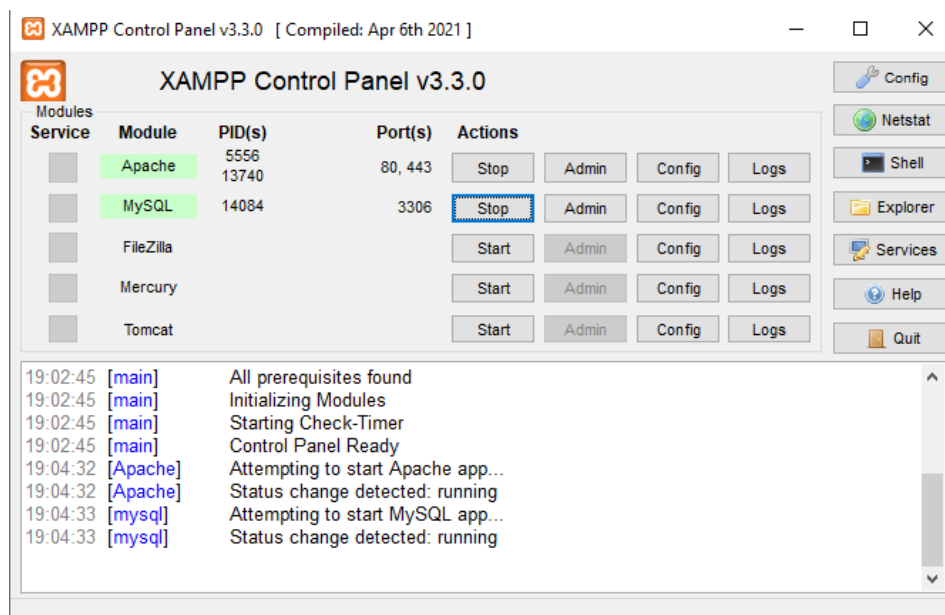 XAMPP Control Panel v3.3.0 [ Compiled: Apr 6th 2021 ]
XAMPP Control Panel v3.3.0
Config
Modules
Service Module PID(s) Port(s) Actions
Netstat
Apache 5556 13740 80, 443 Stop Admin Config Logs
Shell
MySQL 14084 3306 Stop Admin Config Logs
Explorer
FileZilla Start Admin Config Logs
Services
Mercury Start Admin Config Logs
Help
Tomcat Start Admin Config Logs
Quit
19:02:45 [main] All prerequisites found
19:02:45 [main] Initializing Modules
19:02:45 [main] Starting Check-Timer
19:02:45 [main] Control Panel Ready
19:04:32 [Apache] Attempting to start Apache app...
19:04:32 [Apache] Status change detected: running
19:04:33 [mysql] Attempting to start MySQL app...
19:04:33 [mysql] Status change detected: running